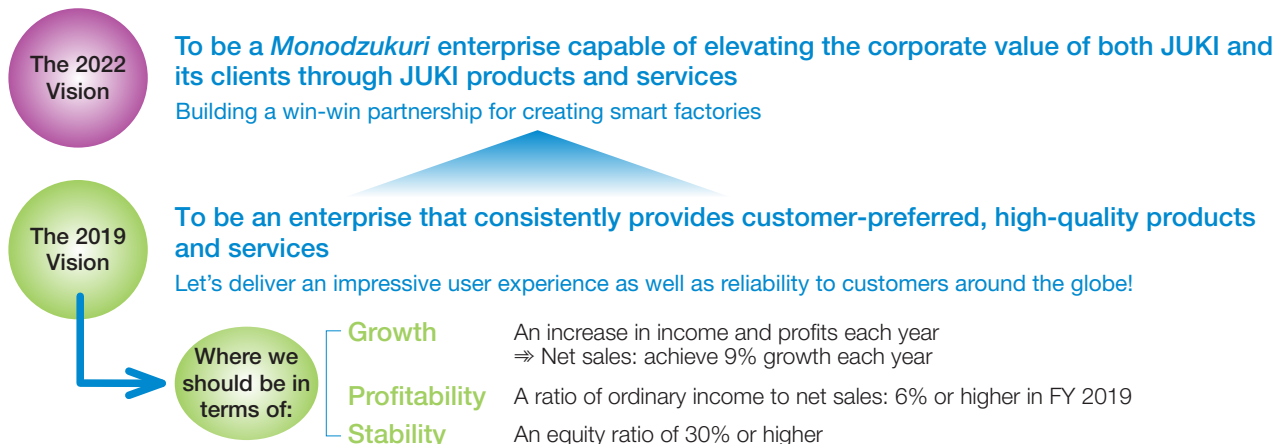 The 2022
Vision
To be a Monodzukuri enterprise capable of elevating the corporate value of both JUKI and
its clients through JUKI products and services
Building a win-win partnership for creating smart factories
The 2019
Vision
To be an enterprise that consistently provides customer-preferred, high-quality products
and services
Let's deliver an impressive user experience as well as reliability to customers around the globe!
Where we
should be in
terms of:
Growth An increase in income and profits each year
⇛ Net sales: achieve 9% growth each year
Profitability A ratio of ordinary income to net sales: 6% or higher in FY 2019
Stability An equity ratio of 30% or higher